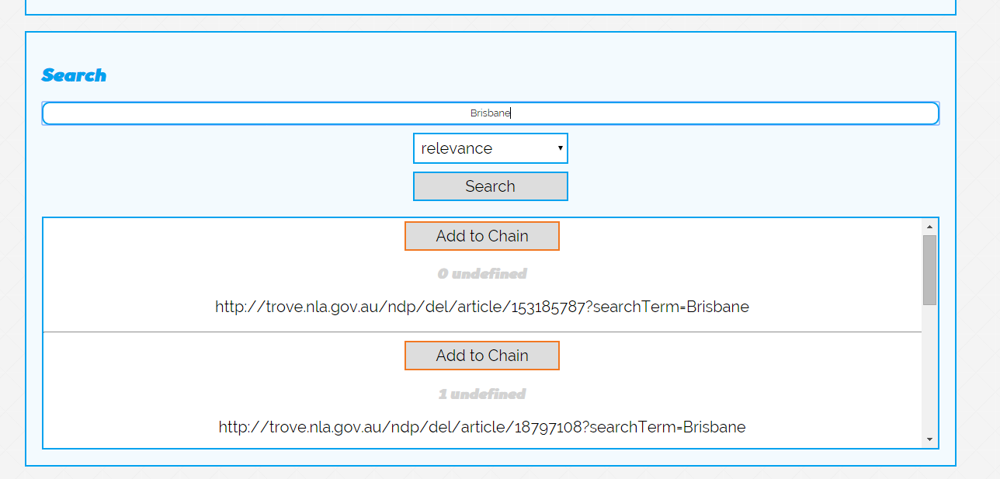 Search
Brisbane
relevance
Search
Add to Chain
0 undefined
http://trove.nla.gov.au/ndp/del/article/153185787?searchTerm=Brisbane
Add to Chain
1 undefined
http://trove.nla.gov.au/ndp/del/article/18797108?searchTerm=Brisbane